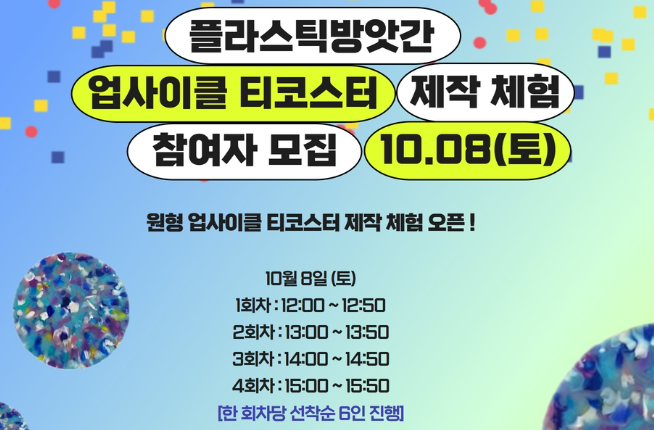 플라스틱방앗간
업사이클 티코스터 제작 체험
참여자 모집 10.08(토)
원형 업사이클 티코스터 제작 체험 오픈 !
10월 8일 (토)
1회차 : 12:00 ~ 12:50
2회차 : 13:00 ~ 13:50
3회차 : 14:00 ~ 14:50
4회차 : 15:00 ~ 15:50
[한 회차당 선착순 6인 진행]